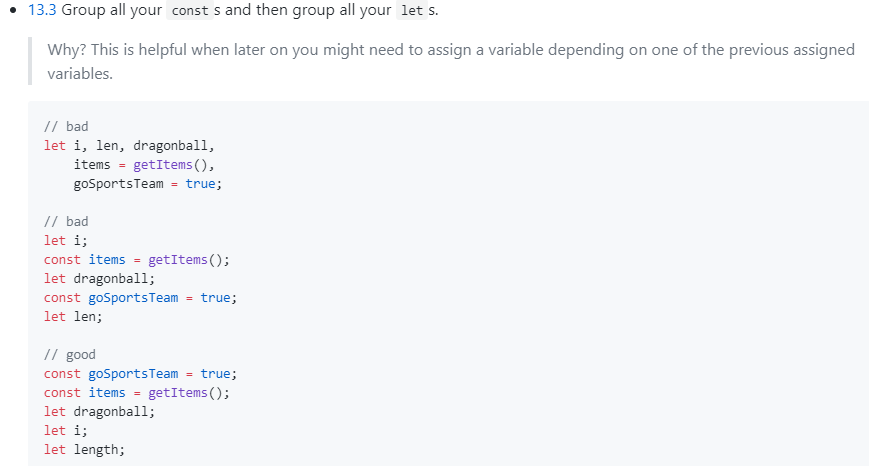 13.3 Group all your const s and then group all your let s.
Why? This is helpful when later on you might need to assign a variable depending on one of the previous assigned
variables.
// bad
let i, len, dragonball,
    items = getItems(),
    goSportsTeam = true;
// bad
let i;
const items = getItems();
let dragonball;
const goSportsTeam = true;
let len;
// good
const goSportsTeam = true;
const items = getItems();
let dragonball;
let i;
let length;